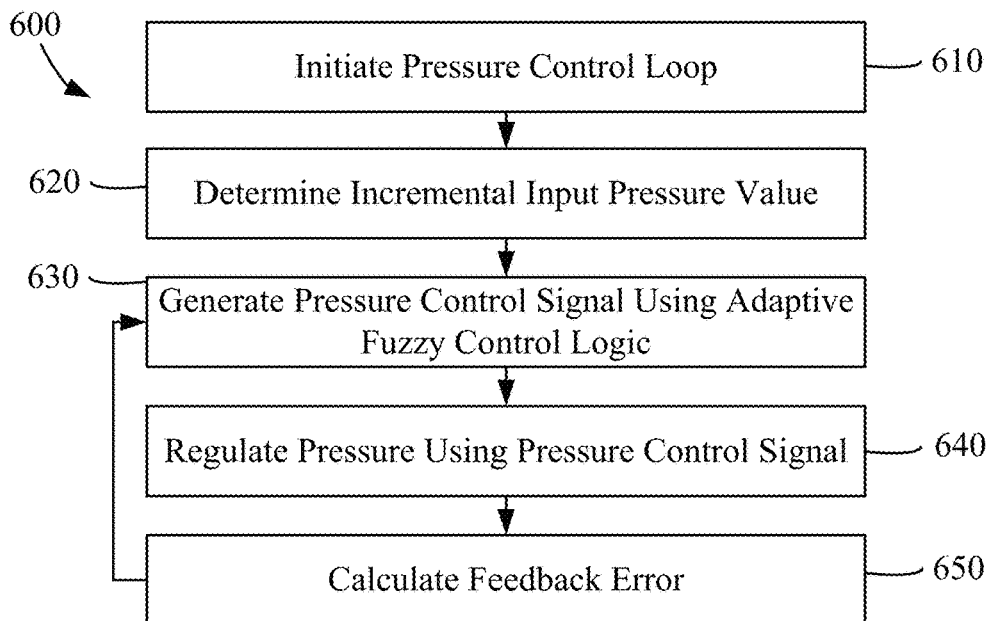 600
Initiate Pressure Control Loop
610
620
Determine Incremental Input Pressure Value
630
Generate Pressure Control Signal Using Adaptive
Fuzzy Control Logic
Regulate Pressure Using Pressure Control Signal
640
Calculate Feedback Error
650